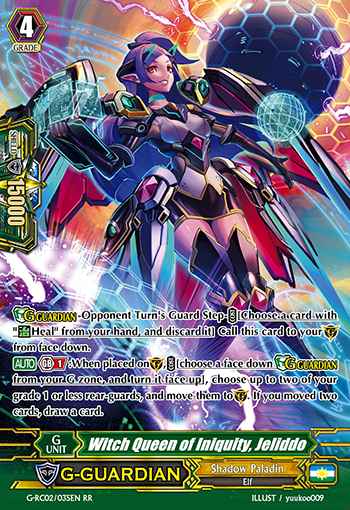 4
GRADE
SHIELD
15000
G GUARDIAN -Opponent Turn's Guard Step-[Choose a card with
"Heal" from your hand, and discard it] Call this card to your
from face down.
AUTO GB 1 :When placed on , [choose a face down G GUARDIAN
from your G zone, and turn it face up], choose up to two of your
grade 1 or less rear-guards, and move them to . If you moved two
cards, draw a card.
G
UNIT
Witch Queen of Iniquity, Jeliddo
G-GUARDIAN
Shadow Paladin
Elf
G-RC02/035EN RR
ILLUST / yuukoo009